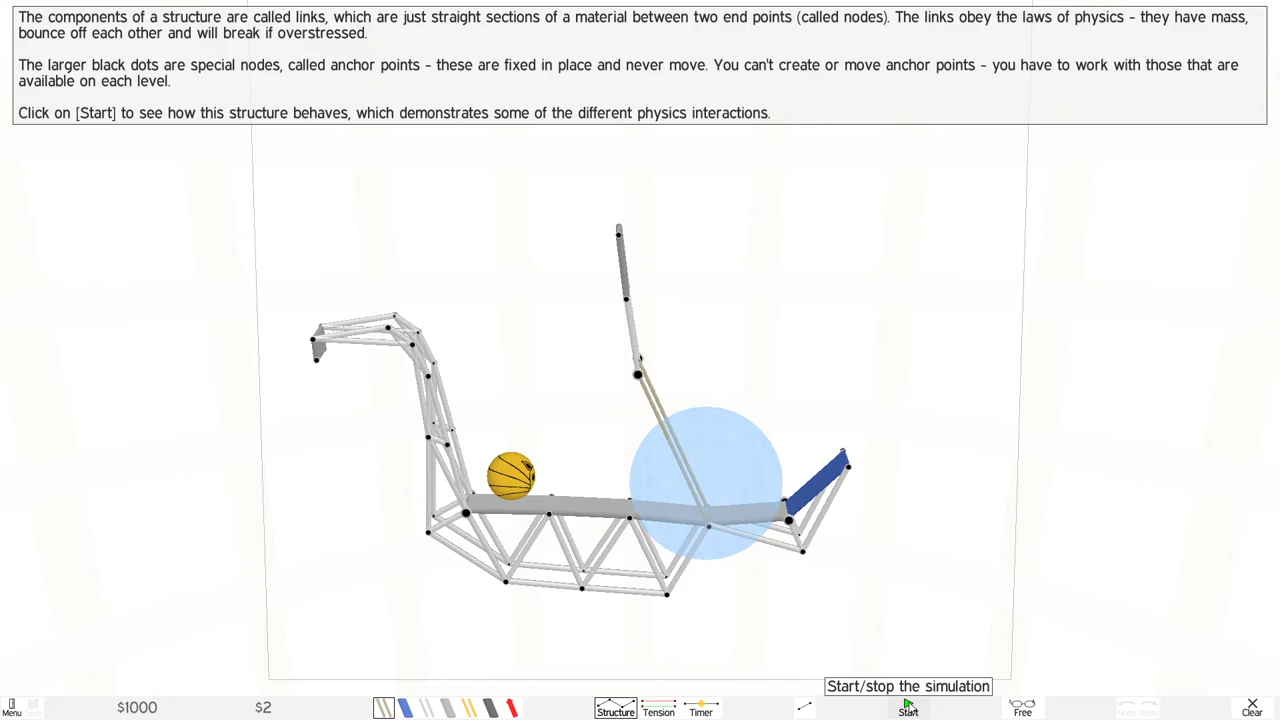 The components of a structure are called links, which are just straight sections of a material between two end points (called nodes). The links obey the laws of physics - they have mass,
bounce off each other and will break if overstressed.
The larger black dots are special nodes, called anchor points - these are fixed in place and never move. You can't create or move anchor points - you have to work with those that are
available on each level.
Click on [Start] to see how this structure behaves, which demonstrates some of the different physics interactions.
Start/stop the simulation
Menu
$1000
$2
Structure
Tension
Timer
Start
Free
Undo Redo
Clear